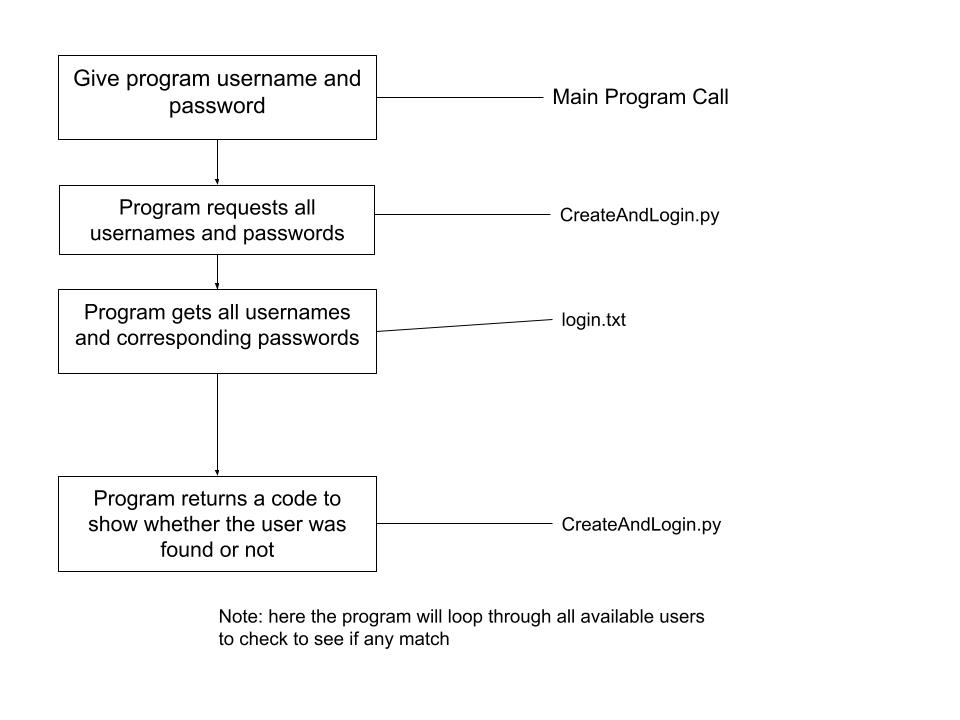 Give program username and
password
Main Program Call
Program requests all
usernames and passwords
CreateAndLogin.py
Program gets all usernames
and corresponding passwords
login.txt
Program returns a code to
show whether the user was
found or not
CreateAndLogin.py
Note: here the program will loop through all available users
to check to see if any match